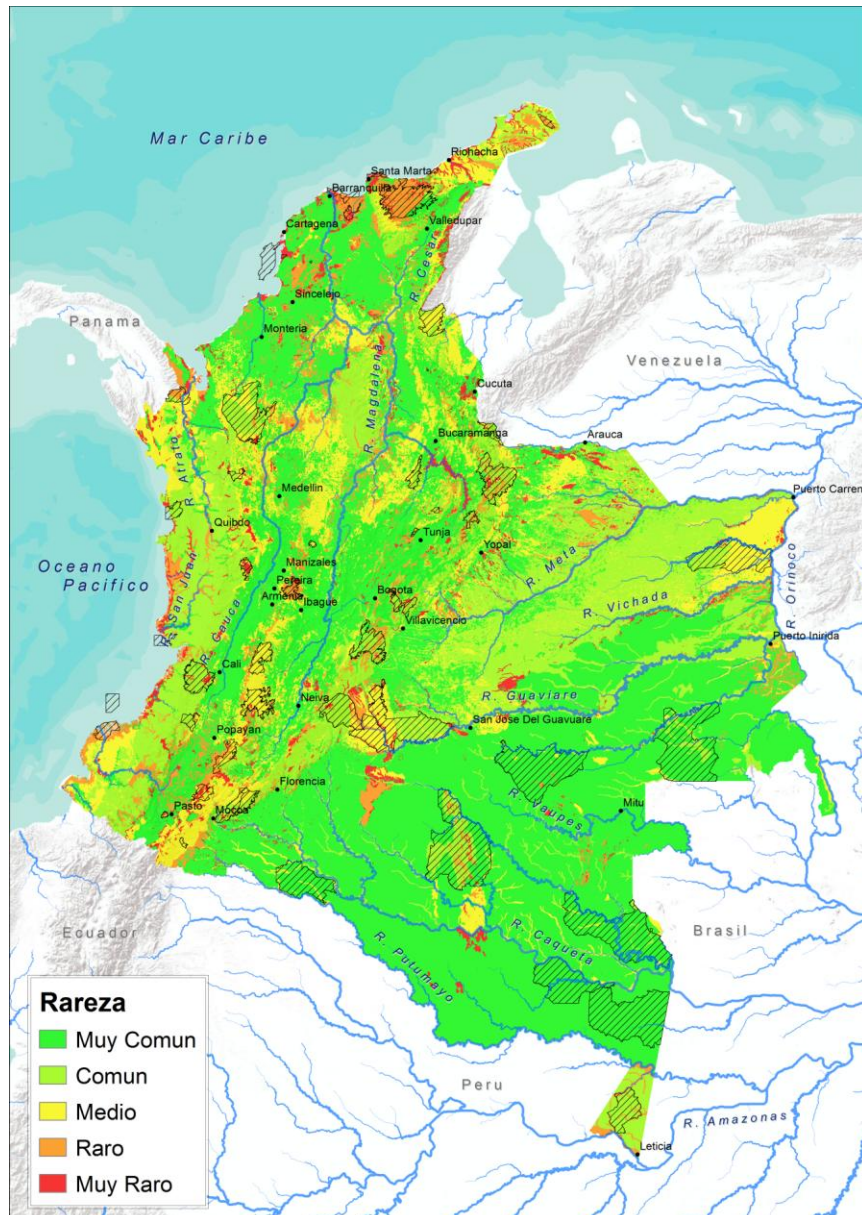 Mar Caribe
Riohacha
Santa Marta
Barranquilla
Cartagena
Valledupar
R. Cesar
Sincelejo
Panama
Monteria
R. Magdalena
Venezuela
Cucuta
Bucaramanga
Arauca
R. Atrato
Medellin
Puerto Carren
Quibdo
Tunja
Yopal
R. Meta
R. Orinoco
Oceano
Pacifico
R. San Juan
Manizales
Pereira
Armenia
Ibague
Bogota
R. Vichada
Villavicencio
R. Cauca
Puerto Inirida
Cali
R. Guaviare
Neiva
San Jose Del Guavuare
Popayan
Florencia
R. Vaupes
Mitu
Pasto
Mocoa
Ecuador
R. Caqueta
Brasil
R. Putumayo
Rareza
Muy Comun
Comun
Medio
Raro
Muy Raro
Peru
R. Amazonas
Leticia